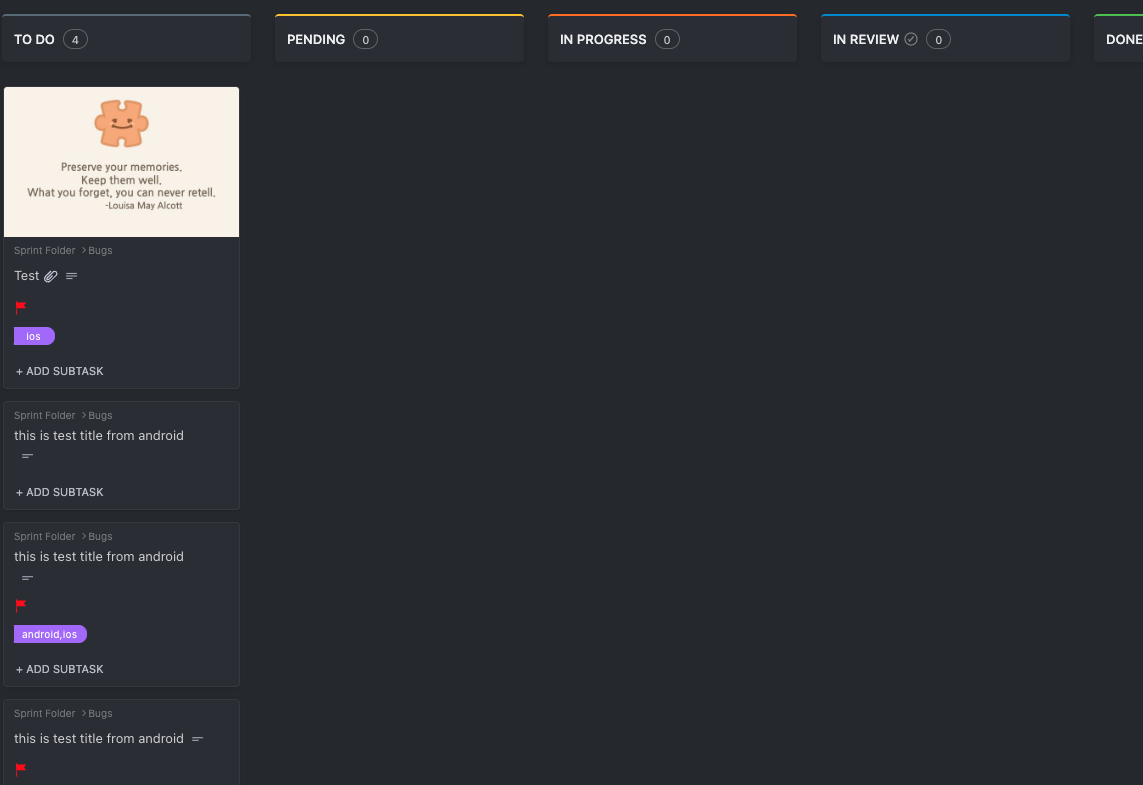 TO DO 4
PENDING 0
IN PROGRESS 0
IN REVIEW 0
DONE
Preserve your memories,
Keep them well,
What you forget, you can never retell.
-Louisa May Alcott
Sprint Folder > Bugs
Test
ios
+ ADD SUBTASK
Sprint Folder > Bugs
this is test title from android
+ ADD SUBTASK
Sprint Folder > Bugs
this is test title from android
android,ios
+ ADD SUBTASK
Sprint Folder > Bugs
this is test title from android